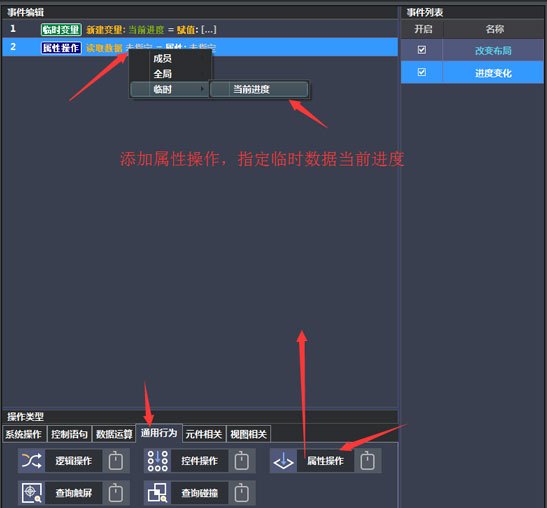 事件编辑
1 临时变量 新建变量: 当前进度 = 赋值: [...]
2 属性操作 读取数据 未指定 = 属性: 未指定
成员
全局
临时
当前进度
添加属性操作，指定临时数据当前进度
事件列表
开启 名称
改变布局
进度变化
操作类型
系统操作 控制语句 数据运算 通用行为 元件相关 视图相关
逻辑操作 控件操作 属性操作
查询触屏 查询碰撞